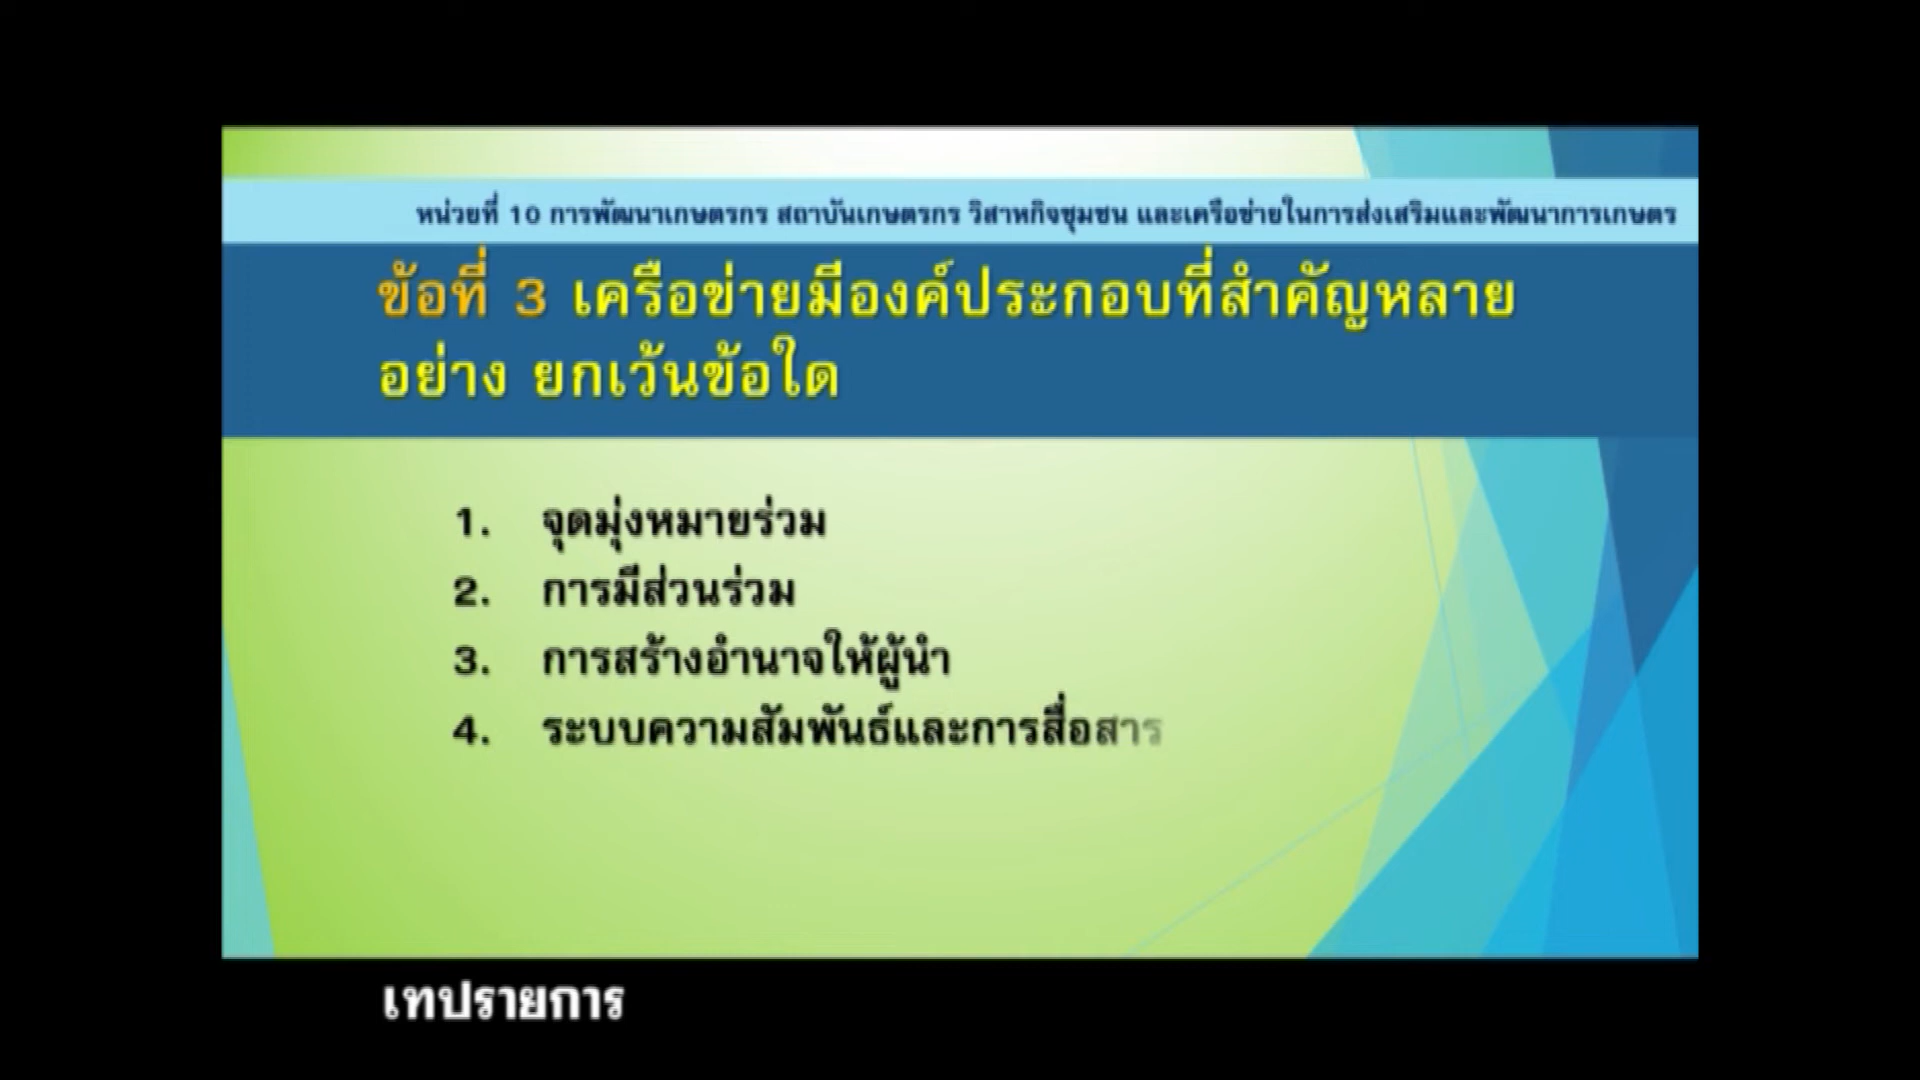 หน่วยที่ 10 การพัฒนาเกษตรกร สถาบันเกษตรกร วิสาหกิจชุมชน และเครือข่ายในการส่งเสริมและพัฒนาการเกษตร
ข้อที่ 3 เครือข่ายมีองค์ประกอบที่สำคัญหลาย
อย่าง ยกเว้นข้อใด
1. จุดมุ่งหมายร่วม
2. การมีส่วนร่วม
3. การสร้างอำนาจให้ผู้นำ
4. ระบบความสัมพันธ์และการสื่อสาร
เทปรายการ